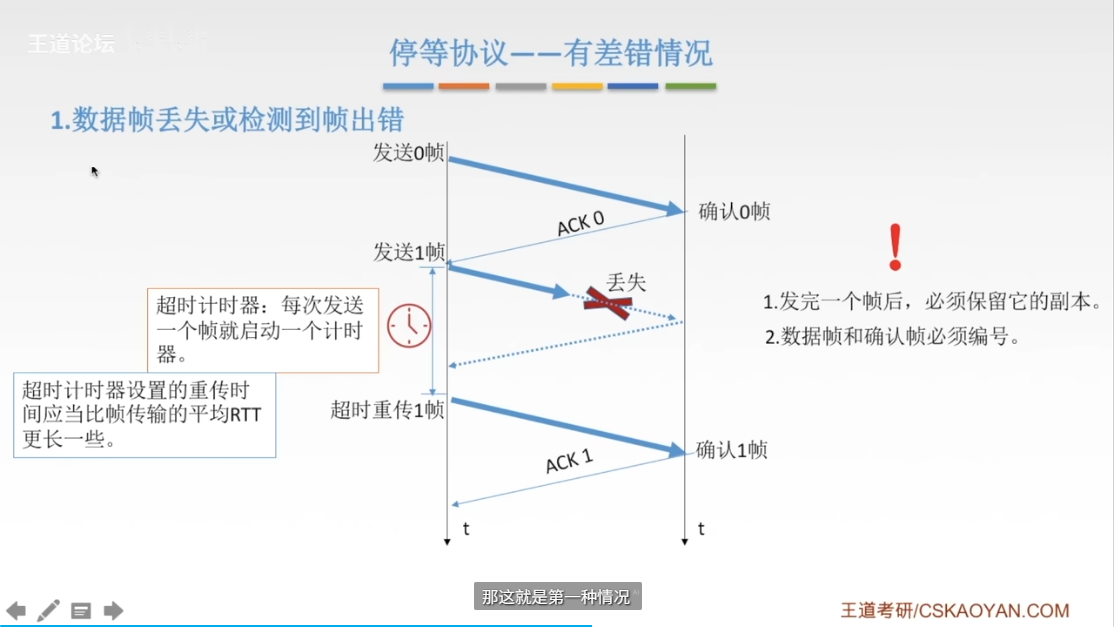 王道论坛
停等协议——有差错情况
1.数据帧丢失或检测到帧出错
发送0帧
确认0帧
ACK 0
发送1帧
丢失
超时计时器：每次发送
一个帧就启动一个计时
器。
1.发完一个帧后，必须保留它的副本。
2.数据帧和确认帧必须编号。
超时计时器设置的重传时
间应当比帧传输的平均RTT
更长一些。
超时重传1帧
确认1帧
ACK 1
t
t
那这就是第一种情况
王道考研/CSKAOYAN.COM